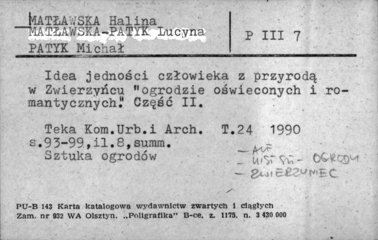 MATŁAWSKA Halina
MATŁAWSKA-PATYK Lucyna
PATYK Michał
P III 7
Idea jedności człowieka z przyrodą
w Zwierzyńcu "ogrodzie oświeconych i ro-
mantycznych". Część II.
Teka Kom.Urb.i Arch. T.24 1990
s.93-99, il.8, summ.
Sztuka ogrodów
- OGRODU
- ZWIERZYNIEC
PU-B 143 Karta katalogowa wydawnictw zwartych i ciągłych
Zam. nr 932 WA Olsztyn. „Poligrafika" B-ce. z. 1175. n. 3 430 000